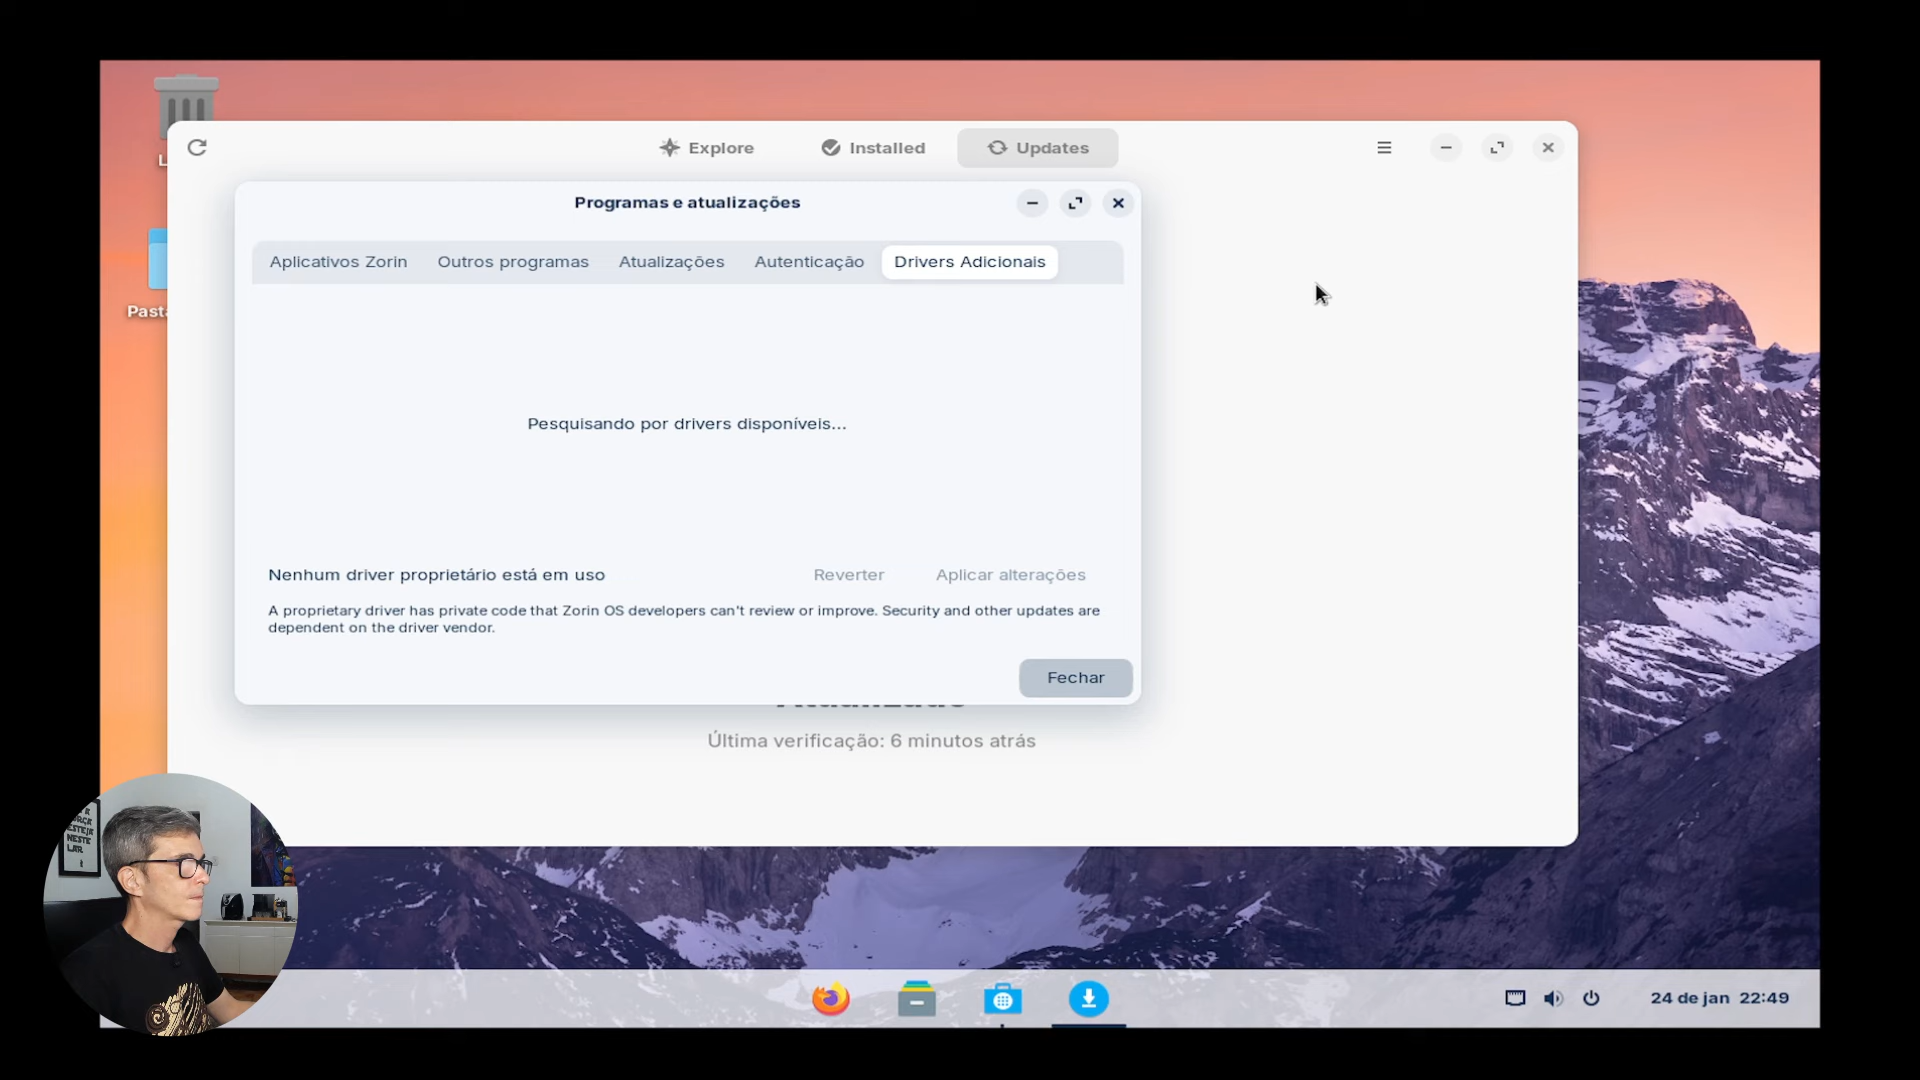 Explore
Installed
Updates
Programas e atualizações
Aplicativos Zorin
Outros programas
Atualizações
Autenticação
Drivers Adicionais
Pesquisando por drivers disponíveis...
Nenhum driver proprietário está em uso
Reverter
Aplicar alterações
A proprietary driver has private code that Zorin OS developers can't review or improve. Security and other updates are
dependent on the driver vendor.
Fechar
Última verificação: 6 minutos atrás
ESTEJA
NESTE
LAR.
24 de jan 22:49